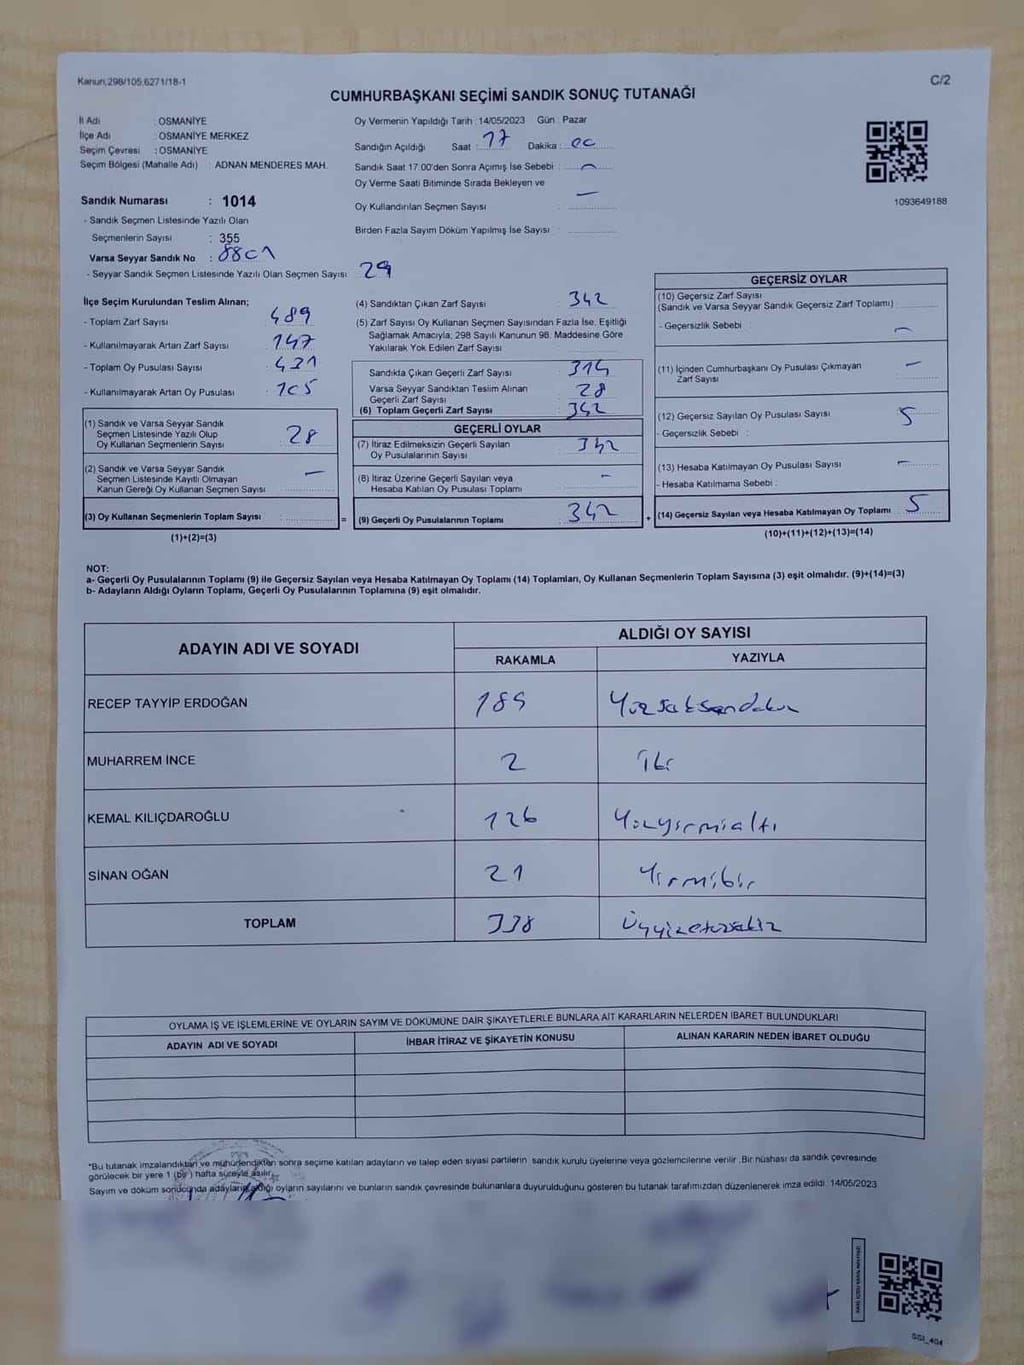 Kanun,298/105,6271/18-1
C/2
CUMHURBAŞKANI SEÇİMİ SANDIK SONUÇ TUTANAĞI
İl Adı : OSMANİYE
İlçe Adı : OSMANİYE MERKEZ
Seçim Çevresi : OSMANİYE
Seçim Bölgesi (Mahalle Adı) ADNAN MENDERES MAH.
Oy Vermenin Yapıldığı Tarih : 14/05/2023 Gün : Pazar
Sandığın Açıldığı Saat : 17 Dakika : 00
Sandık Saat 17.00'den Sonra Açımış İse Sebebi : -
Oy Verme Saati Bitiminde Sırada Bekleyen ve
Oy Kullandırılan Seçmen Sayısı : -
Birden Fazla Sayım Döküm Yapılmış İse Sayısı :
1093649188
Sandık Numarası : 1014
- Sandık Seçmen Listesinde Yazılı Olan
Seçmenlerin Sayısı : 355
Varsa Seyyar Sandık No :
- Seyyar Sandık Seçmen Listesinde Yazılı Olan Seçmen Sayısı: 29
İlçe Seçim Kurulundan Teslim Alınan;
- Toplam Zarf Sayısı : 489
- Kullanılmayarak Artan Zarf Sayısı : 147
- Toplam Oy Pusulası Sayısı : 431
- Kullanılmayarak Artan Oy Pusulası : 105
(1) Sandık ve Varsa Seyyar Sandık
Seçmen Listesinde Yazılı Olup
Oy Kullanan Seçmenlerin Sayısı : 28
(2) Sandık ve Varsa Seyyar Sandık
Seçmen Listesinde Kayıtlı Olmayan
Kanun Gereği Oy Kullanan Seçmen Sayısı : -
(3) Oy Kullanan Seçmenlerin Toplam Sayısı : =
(1)+(2)=(3)
(4) Sandıktan Çıkan Zarf Sayısı : 342
(5) Zarf Sayısı Oy Kullanan Seçmen Sayısından Fazla İse, Eşitliği
Sağlamak Amacıyla, 298 Sayılı Kanunun 98. Maddesine Göre
Yakılarak Yok Edilen Zarf Sayısı :
Sandıkta Çıkan Geçerli Zarf Sayısı : 314
Varsa Seyyar Sandıktan Teslim Alınan
Geçerli Zarf Sayısı : 28
(6) Toplam Geçerli Zarf Sayısı : 342
GEÇERLİ OYLAR
(7) İtiraz Edilmeksizin Geçerli Sayılan
Oy Pusulalarının Sayısı : 342
(8) İtiraz Üzerine Geçerli Sayılan veya
Hesaba Katılan Oy Pusulası Toplamı : -
(9) Geçerli Oy Pusulalarının Toplamı : 342 +
GEÇERSİZ OYLAR
(10) Geçersiz Zarf Sayısı
(Sandık ve Varsa Seyyar Sandık Geçersiz Zarf Toplamı) :
- Geçersizlik Sebebi : -
(11) İçinden Cumhurbaşkanı Oy Pusulası Çıkmayan
Zarf Sayısı : -
(12) Geçersiz Sayılan Oy Pusulası Sayısı : 5
- Geçersizlik Sebebi :
(13) Hesaba Katılmayan Oy Pusulası Sayısı : -
- Hesaba Katılmama Sebebi :
(14) Geçersiz Sayılan veya Hesaba Katılmayan Oy Toplamı : 5
(10)+(11)+(12)+(13)=(14)
NOT:
a- Geçerli Oy Pusulalarının Toplamı (9) ile Geçersiz Sayılan veya Hesaba Katılmayan Oy Toplamı (14) Toplamları, Oy Kullanan Seçmenlerin Toplam Sayısına (3) eşit olmalıdır. (9)+(14)=(3)
b- Adayların Aldığı Oyların Toplamı, Geçerli Oy Pusulalarının Toplamına (9) eşit olmalıdır.
ADAYIN ADI VE SOYADI
ALDIĞI OY SAYISI
RAKAMLA YAZIYLA
RECEP TAYYİP ERDOĞAN 189
MUHARREM İNCE 2 iki
KEMAL KILIÇDAROĞLU 126 Yüzyirmialtı
SİNAN OĞAN 21 Yirmibir
TOPLAM 338 Üçyüzotuzsekiz
OYLAMA İŞ VE İŞLEMLERİNE VE OYLARIN SAYIM VE DÖKÜMÜNE DAİR ŞİKAYETLERLE BUNLARA AİT KARARLARIN NELERDEN İBARET BULUNDUKLARI
ADAYIN ADI VE SOYADI İHBAR İTİRAZ VE ŞİKAYETİN KONUSU ALINAN KARARIN NEDEN İBARET OLDUĞU
*Bu tutanak imzalandıktan ve mühürlendikten sonra seçime katılan adayların ve talep eden siyasi partilerin sandık kurulu üyelerine veya gözlemcilerine verilir. Bir nüshası da sandık çevresinde
görülecek bir yere 1 (bir) hafta süreyle asılır.
Sayım ve döküm sonucunda adayların aldığı oyların sayılarını ve bunların sandık çevresinde bulunanlara duyurulduğunu gösteren bu tutanak tarafımızdan düzenlenerek imza edildi. 14/05/2023